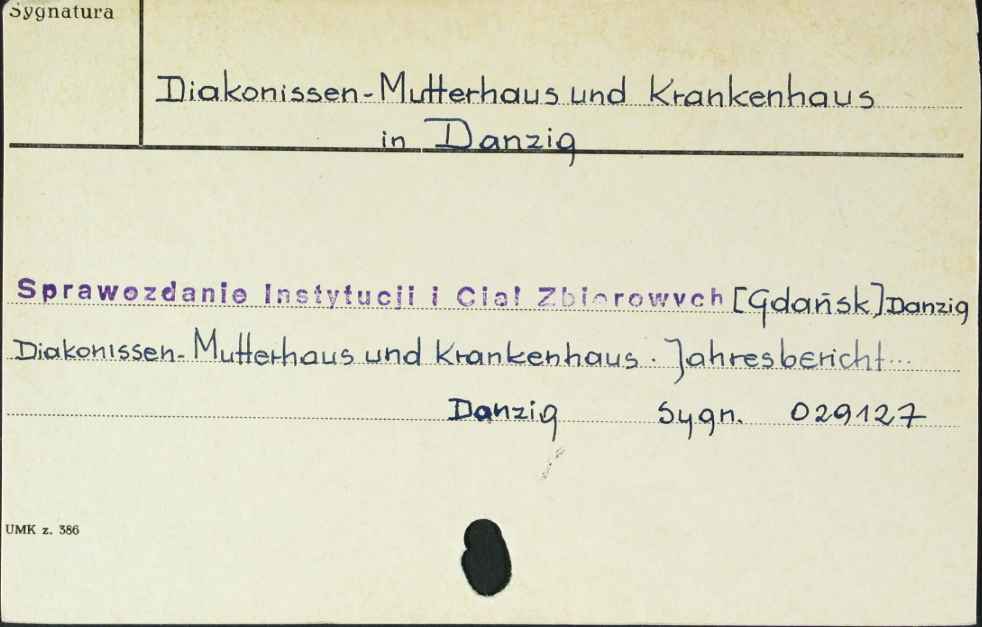 Sygnatura
Diakonissen-Mutterhaus und Krankenhaus
in Danzig
Sprawozdanie Instytucji i Ciał Zbiorowych [Gdańsk] Danzig
Diakonissen-Mutterhaus und Krankenhaus. Jahresbericht...
Danzig Sygn. 029127
UMK z. 386